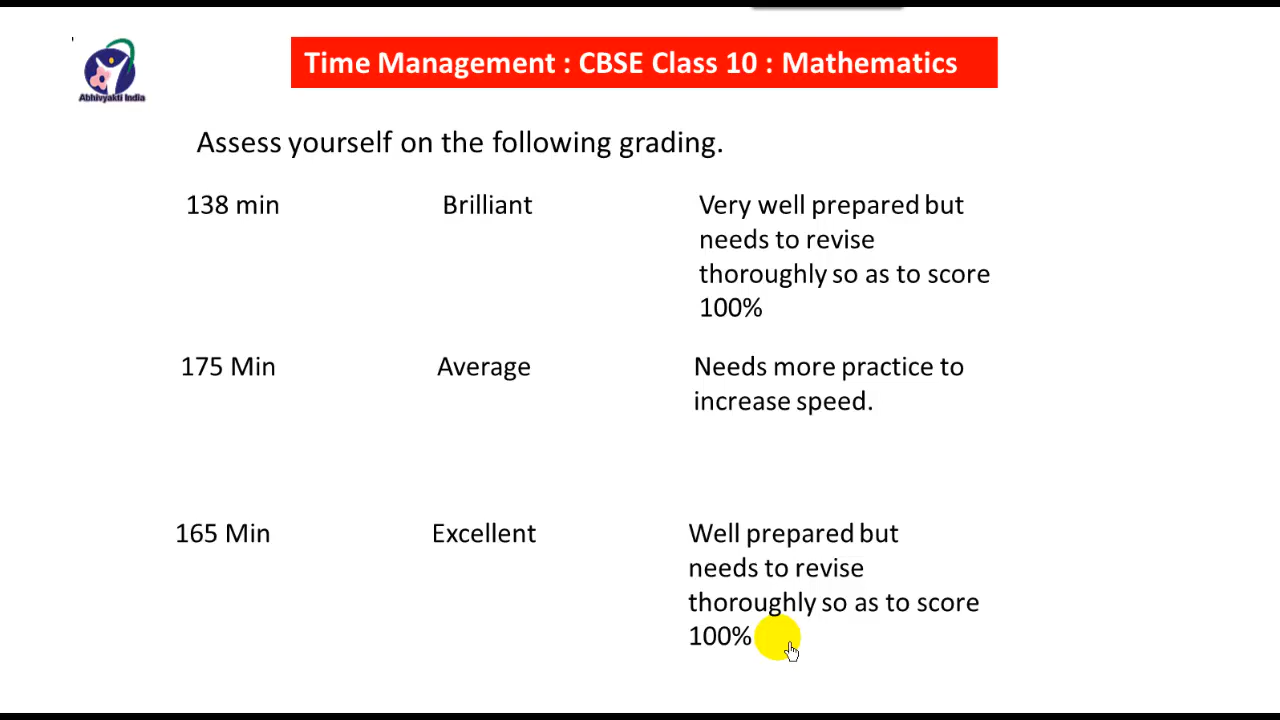 Abhivyakti India
Time Management : CBSE Class 10 : Mathematics
Assess yourself on the following grading.
138 min Brilliant Very well prepared but
needs to revise
thoroughly so as to score
100%
175 Min Average Needs more practice to
increase speed.
165 Min Excellent Well prepared but
needs to revise
thoroughly so as to score
100%